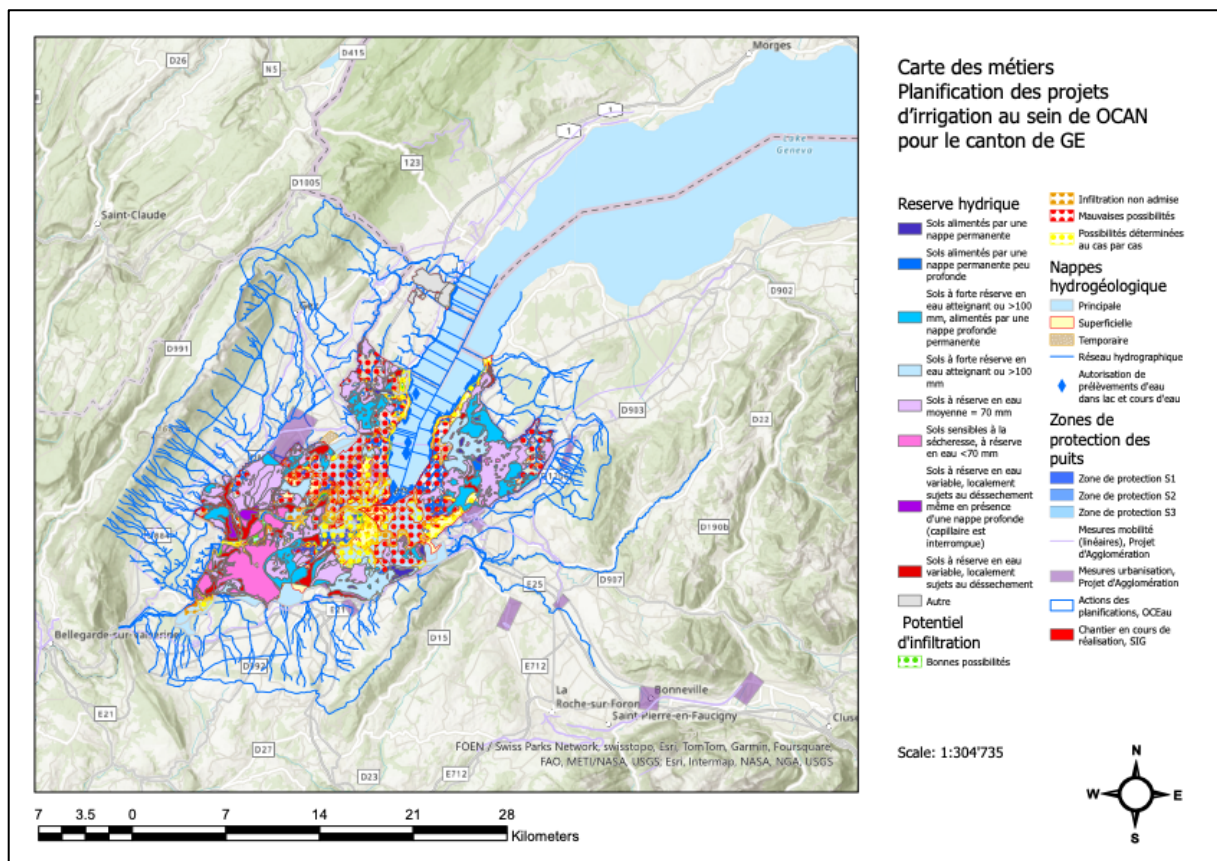 Carte des métiers
Planification des projets
d'irrigation au sein de OCAN
pour le canton de GE
Reserve hydrique
Sols alimentés par une
nappe permanente
Sols alimentés par une
nappe permanente peu
profonde
Sols à forte réserve en
eau atteignant ou >100
mm, alimentés par une
nappe profonde
permanente
Sols à forte réserve en
eau atteignant ou >100
mm
Sols à réserve en eau
moyenne = 70 mm
Sols sensibles à la
sécheresse, à réserve
en eau <70 mm
Sols à réserve en eau
variable, localement
sujets au déssechement
même en présence
d'une nappe profonde
(capillaire est
interrompue)
Sols à réserve en eau
variable, localement
sujets au déssechement
Autre
Potentiel
d'infiltration
Bonnes possibilités
Infiltration non admise
Mauvaises possibilités
Possibilités déterminées
au cas par cas
Nappes
hydrogéologique
Principale
Superficielle
Temporaire
Réseau hydrographique
Autorisation de
prélèvements d'eau
dans lac et cours d'eau
Zones de
protection des
puits
Zone de protection S1
Zone de protection S2
Zone de protection S3
Mesures mobilité
(linéaires), Projet
d'Agglomération
Mesures urbanisation,
Projet d'Agglomération
Actions des
planifications, OCEau
Chantier en cours de
réalisation, SIG
Scale: 1:304'735
N
W E
S
D415
D26
N5
Morges
1
1
Lake
Geneva
123
D1005
Saint-Claude
D902
Gex
D991
D903
D22
D884
D190b
E25
D907
Bellegarde-sur-Valserine
D15
D992
E712
La
Roche-sur-Foron
Bonneville
Saint-Pierre-en-Faucigny
E21
Cluse
D27
D23
E712
FOEN / Swiss Parks Network, swisstopo, Esri, TomTom, Garmin, Foursquare,
FAO, METI/NASA, USGS, Esri, Intermap, NASA, NGA, USGS
7 3.5 0 7 14 21 28
Kilometers